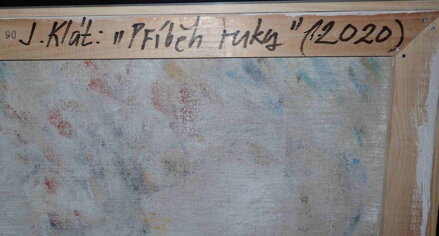 90 J. Klát: „Příběh ruky" (1.2020)